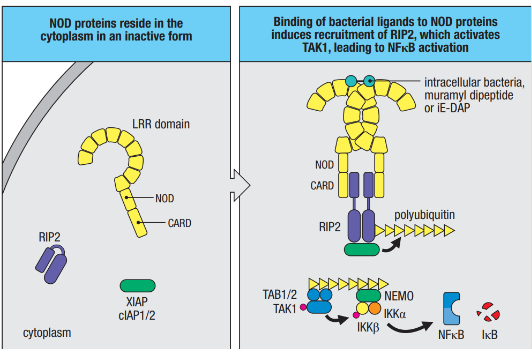 NOD proteins reside in the
cytoplasm in an inactive form
Binding of bacterial ligands to NOD proteins
induces recruitment of RIP2, which activates
TAK1, leading to NFκB activation
LRR domain
NOD
CARD
RIP2
XIAP
cIAP1/2
cytoplasm
intracellular bacteria,
muramyl dipeptide
or iE-DAP
NOD
CARD
RIP2
polyubiquitin
TAB1/2
TAK1
NEMO
IKKα
IKKβ
NFκB
IκB